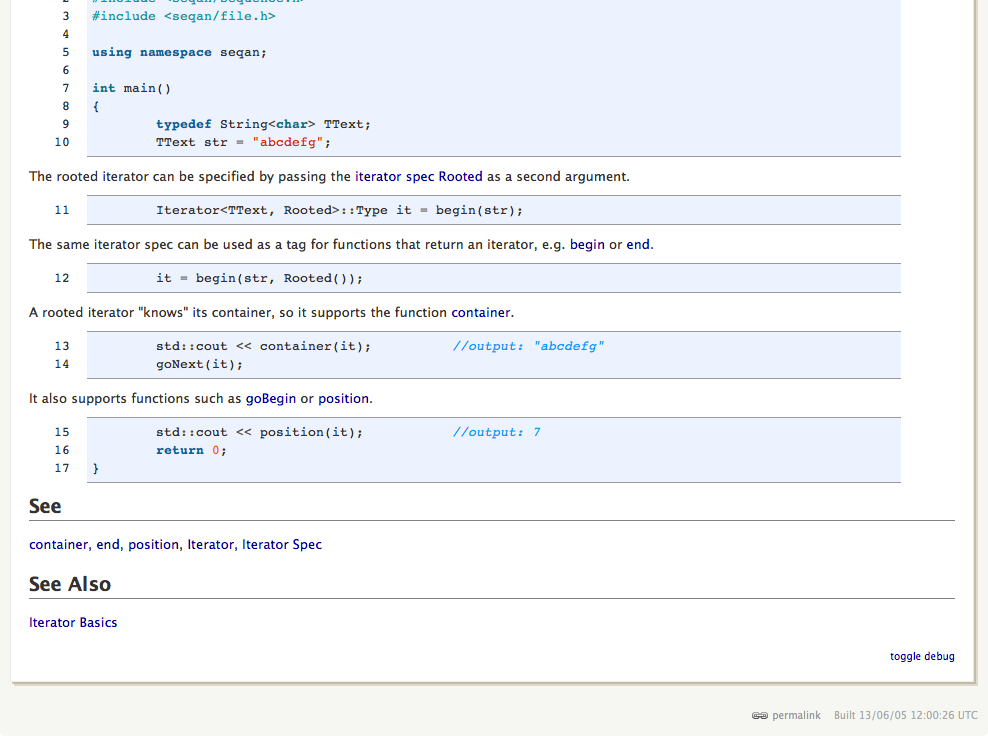 2 #include <seqan/sequence.h>
3 #include <seqan/file.h>
4
5 using namespace seqan;
6
7 int main()
8 {
9 typedef String<char> TText;
10 TText str = "abcdefg";
The rooted iterator can be specified by passing the iterator spec Rooted as a second argument.
11 Iterator<TText, Rooted>::Type it = begin(str);
The same iterator spec can be used as a tag for functions that return an iterator, e.g. begin or end.
12 it = begin(str, Rooted());
A rooted iterator "knows" its container, so it supports the function container.
13 std::cout << container(it); //output: "abcdefg"
14 goNext(it);
It also supports functions such as goBegin or position.
15 std::cout << position(it); //output: 7
16 return 0;
17 }
See
container, end, position, Iterator, Iterator Spec
See Also
Iterator Basics
toggle debug
permalink Built 13/06/05 12:00:26 UTC